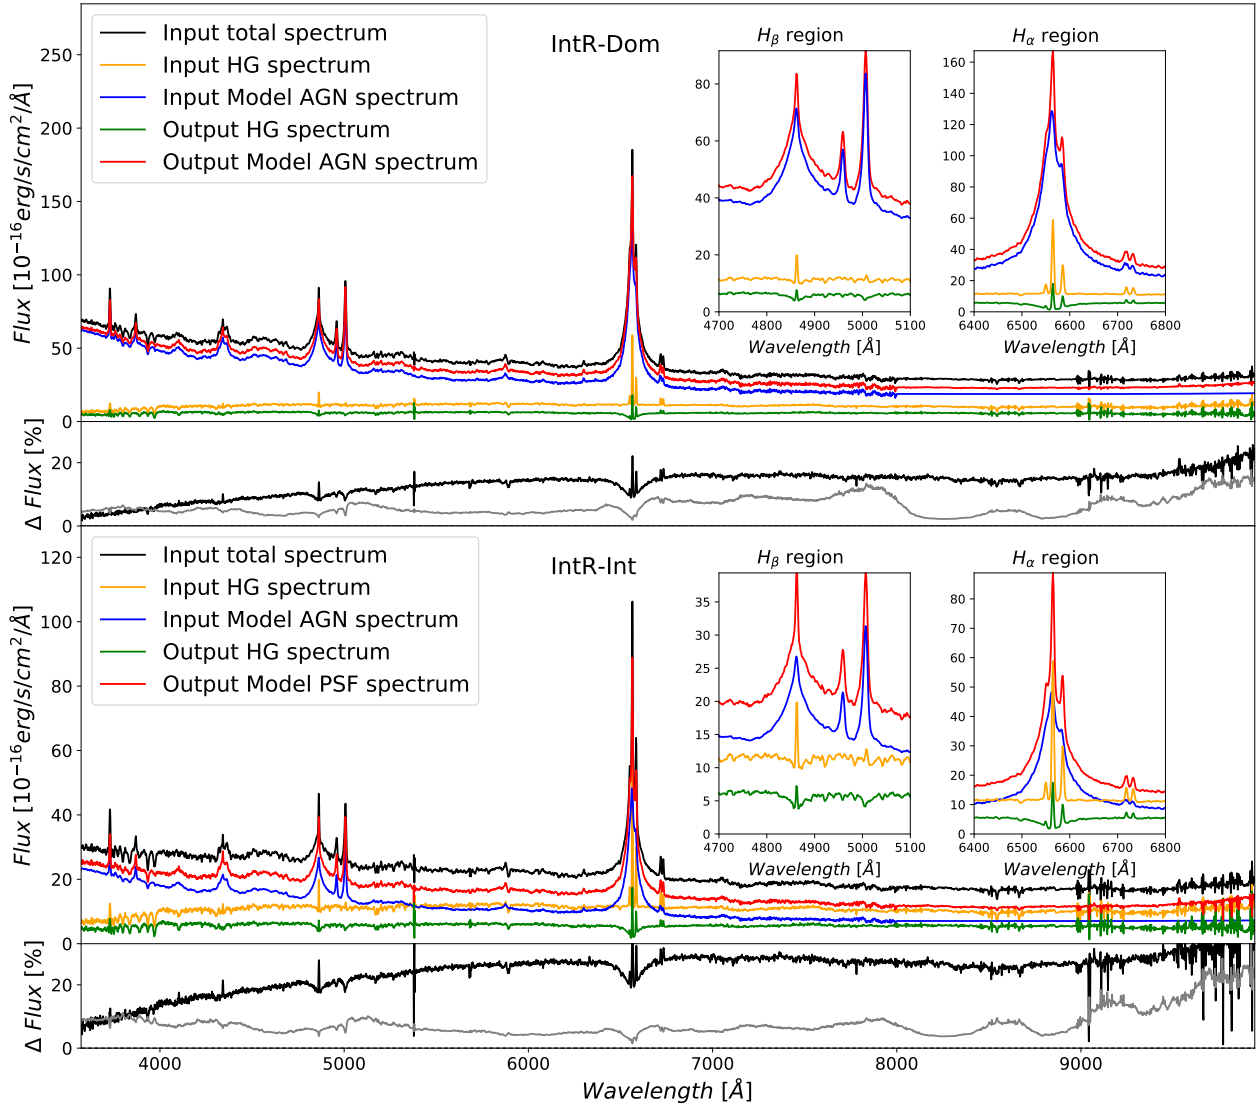 Input total spectrum
Input HG spectrum
Input Model AGN spectrum
Output HG spectrum
Output Model AGN spectrum
IntR-Dom
Flux [10⁻¹⁶erg/s/cm²/Å]
250
200
150
100
50
0
H_β region
80
60
40
20
0
4700 4800 4900 5000 5100
Wavelength [Å]
H_α region
160
140
120
100
80
60
40
20
0
6400 6500 6600 6700 6800
Wavelength [Å]
Δ Flux [%]
20
0
Input total spectrum
Input HG spectrum
Input Model AGN spectrum
Output HG spectrum
Output Model PSF spectrum
IntR-Int
Flux [10⁻¹⁶erg/s/cm²/Å]
120
100
80
60
40
20
0
H_β region
35
30
25
20
15
10
5
0
4700 4800 4900 5000 5100
Wavelength [Å]
H_α region
80
70
60
50
40
30
20
10
0
6400 6500 6600 6700 6800
Wavelength [Å]
Δ Flux [%]
20
0
4000 5000 6000 7000 8000 9000
Wavelength [Å]